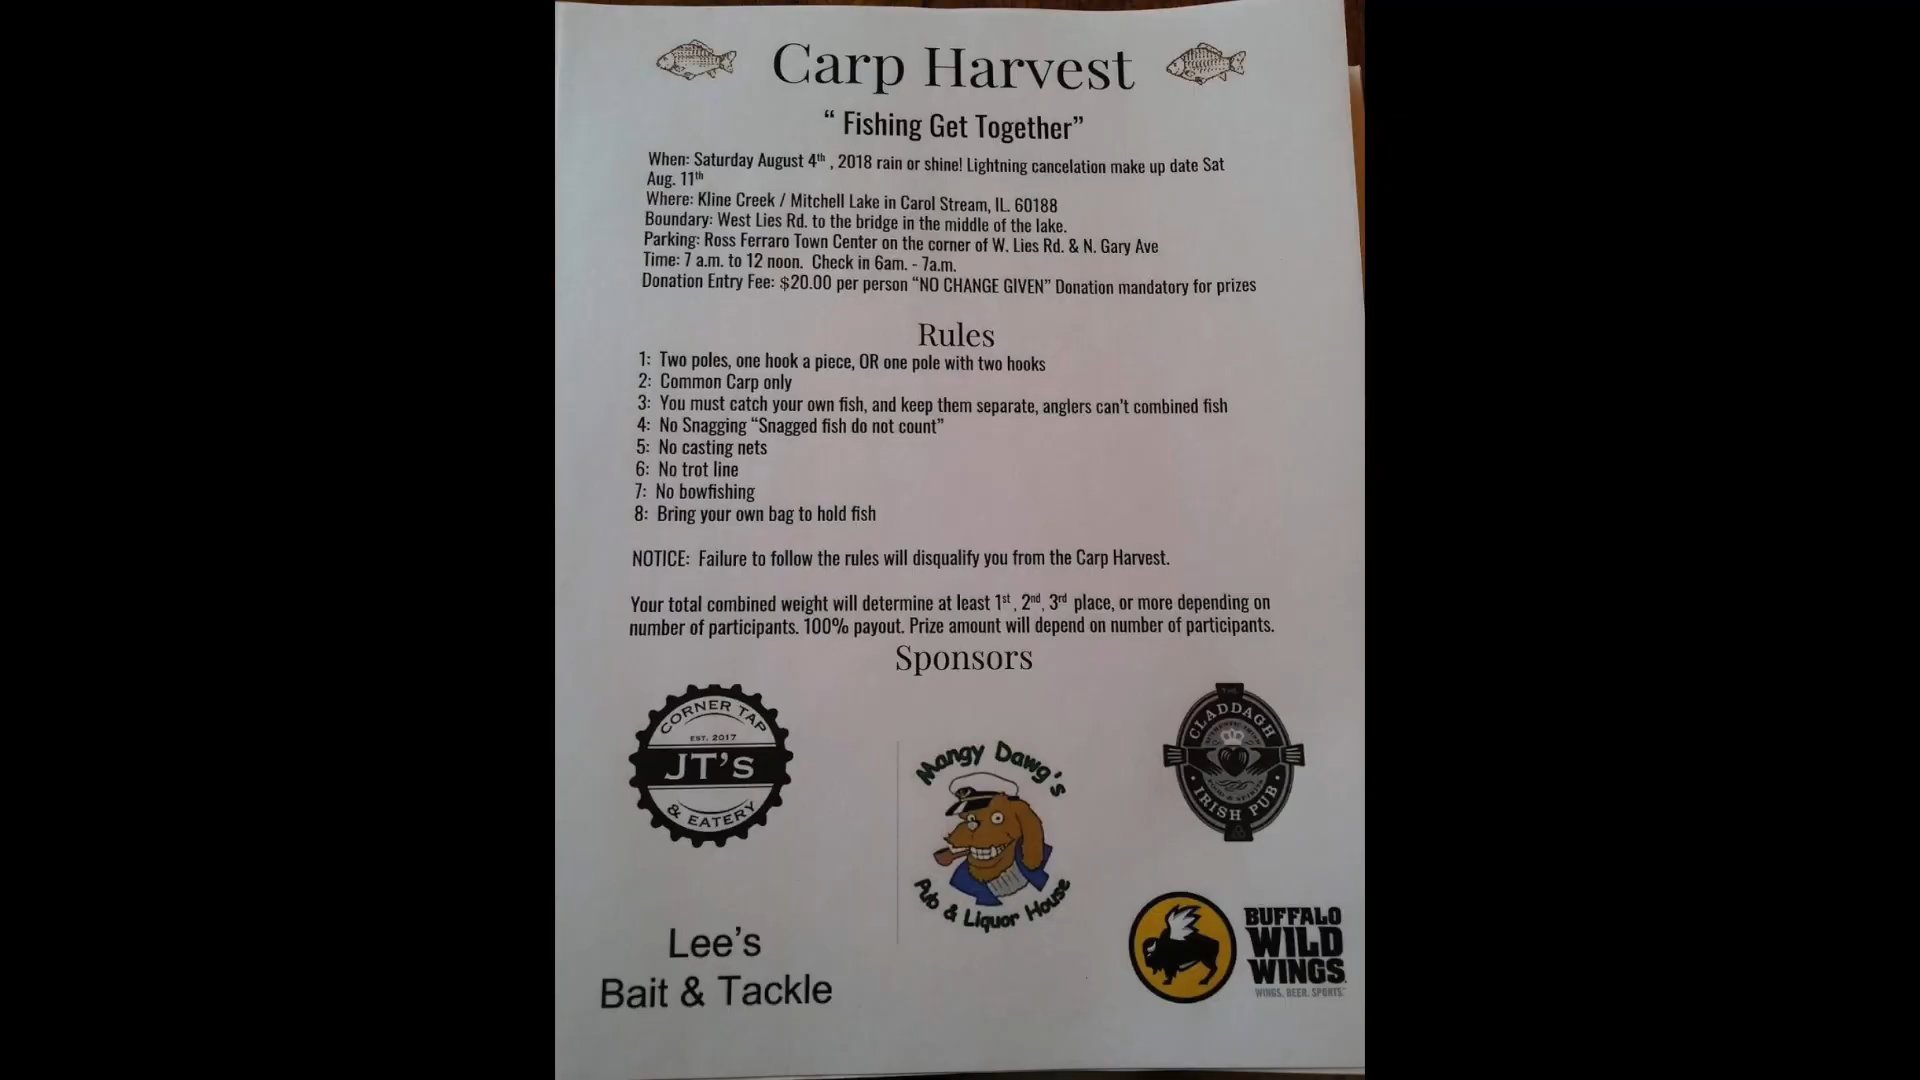 Carp Harvest
“ Fishing Get Together”
When: Saturday August 4th , 2018 rain or shine! Lightning cancelation make up date Sat
Aug. 11th
Where: Kline Creek / Mitchell Lake in Carol Stream, IL. 60188
Boundary: West Lies Rd. to the bridge in the middle of the lake.
Parking: Ross Ferraro Town Center on the corner of W. Lies Rd. & N. Gary Ave
Time: 7 a.m. to 12 noon.  Check in 6am. - 7a.m.
Donation Entry Fee: $20.00 per person “NO CHANGE GIVEN” Donation mandatory for prizes
Rules
1:  Two poles, one hook a piece, OR one pole with two hooks
2:  Common Carp only
3:  You must catch your own fish, and keep them separate, anglers can’t combined fish
4:  No Snagging “Snagged fish do not count”
5:  No casting nets
6:  No trot line
7:  No bowfishing
8:  Bring your own bag to hold fish
NOTICE:  Failure to follow the rules will disqualify you from the Carp Harvest.
Your total combined weight will determine at least 1st , 2nd, 3rd place, or more depending on
number of participants. 100% payout. Prize amount will depend on number of participants.
Sponsors
CORNER TAP
EST. 2017
JT’s
& EATERY
Mangy Dawg’s
Pub & Liquor House
THE
CLADDAGH
IRISH PUB
Lee’s
Bait & Tackle
BUFFALO
WILD
WINGS
WINGS. BEER. SPORTS.